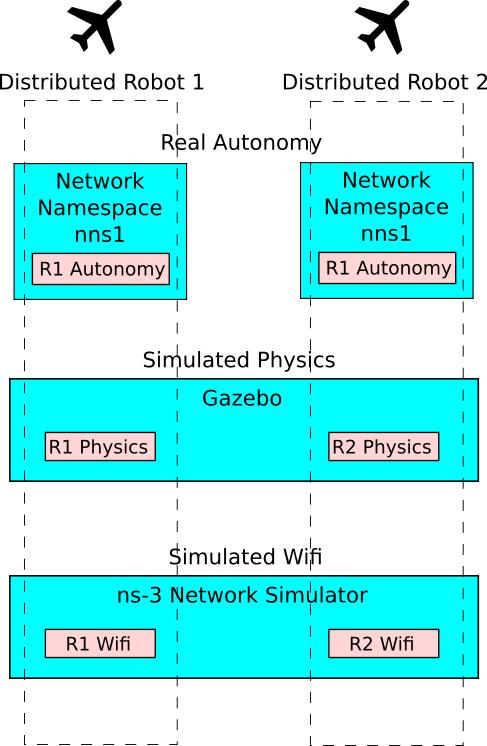 Distributed Robot 1
Distributed Robot 2
Real Autonomy
Network
Namespace
nns1
R1 Autonomy
Network
Namespace
nns1
R1 Autonomy
Simulated Physics
Gazebo
R1 Physics
R2 Physics
Simulated Wifi
ns-3 Network Simulator
R1 Wifi
R2 Wifi